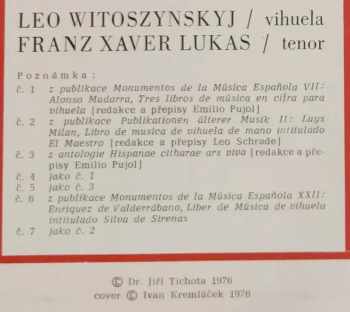 LEO WITOSZYNSKYJ / vihuela
FRANZ XAVER LUKAS / tenor
Poznámka:
č. 1 z publikace Monumentos de la Música Española VII:
Alonso Mudarra, Tres libros de música en cifra para
vihuela [redakce a přepisy Emilio Pujol]
č. 2 z publikace Publikationen älterer Musik II: Luys
Milan, Libro de musica de vihuela de mano intitulado
El Maestro [redakce a přepisy Leo Schrade]
č. 3 z antologie Hispanae citharae ars viva [redakce a pře-
pisy Emilio Pujol]
č. 4 jako č. 1
č. 5 jako č. 3
č. 6 z publikace Monumentos de la Música Española XXII:
Enriquez de Valderrábano, Liber de Música de vihuela
intitulado Silva de Sirenas
č. 7 jako č. 2
© Dr. Jiří Tichota 1976
cover © Ivan Kremláček 1976